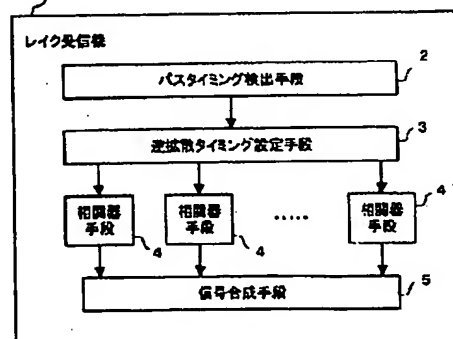 レイク受信機
パスタイミング検出手段
2
逆拡散タイミング設定手段
3
相関器
手段
4
相関器
手段
4
.....
相関器
手段
4
信号合成手段
5